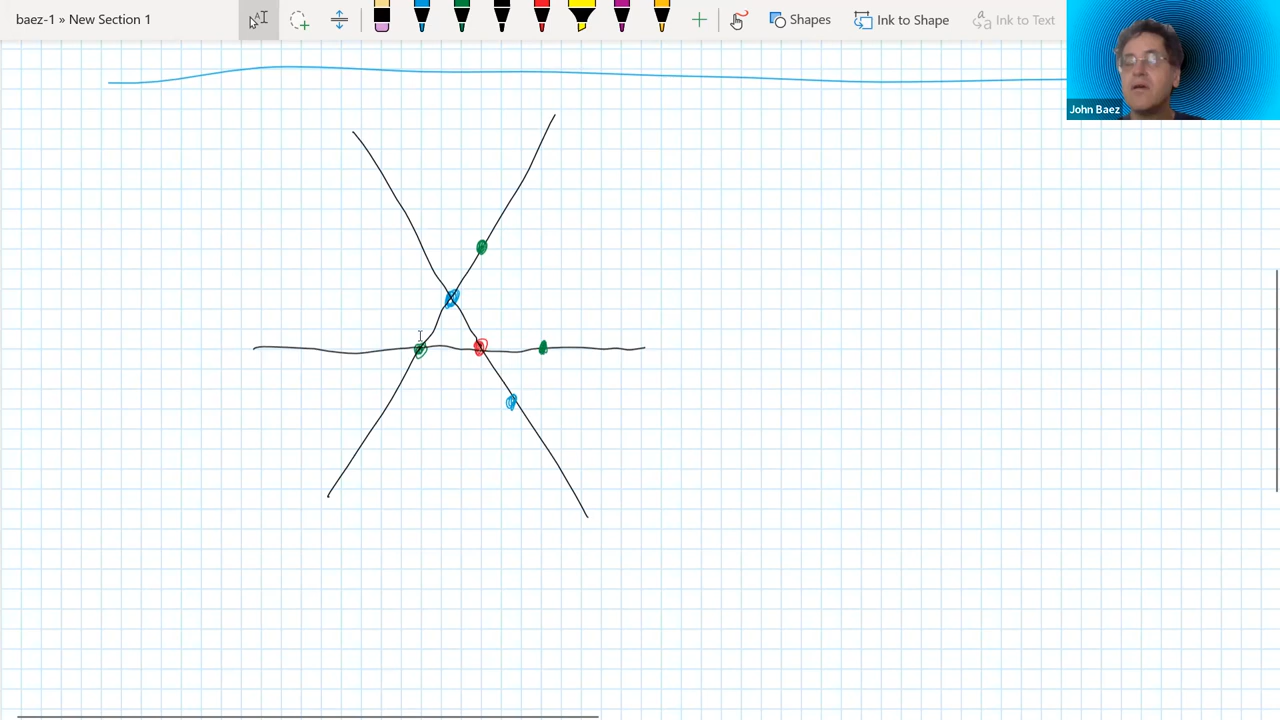 baez-1 » New Section 1
Shapes
Ink to Shape
Ink to Text
John Baez